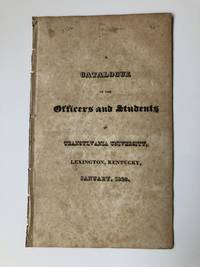 A
CATALOGUE
OF THE
Officers and Students
OF
TRANSYLVANIA UNIVERSITY,
LEXINGTON, KENTUCKY,
JANUARY,